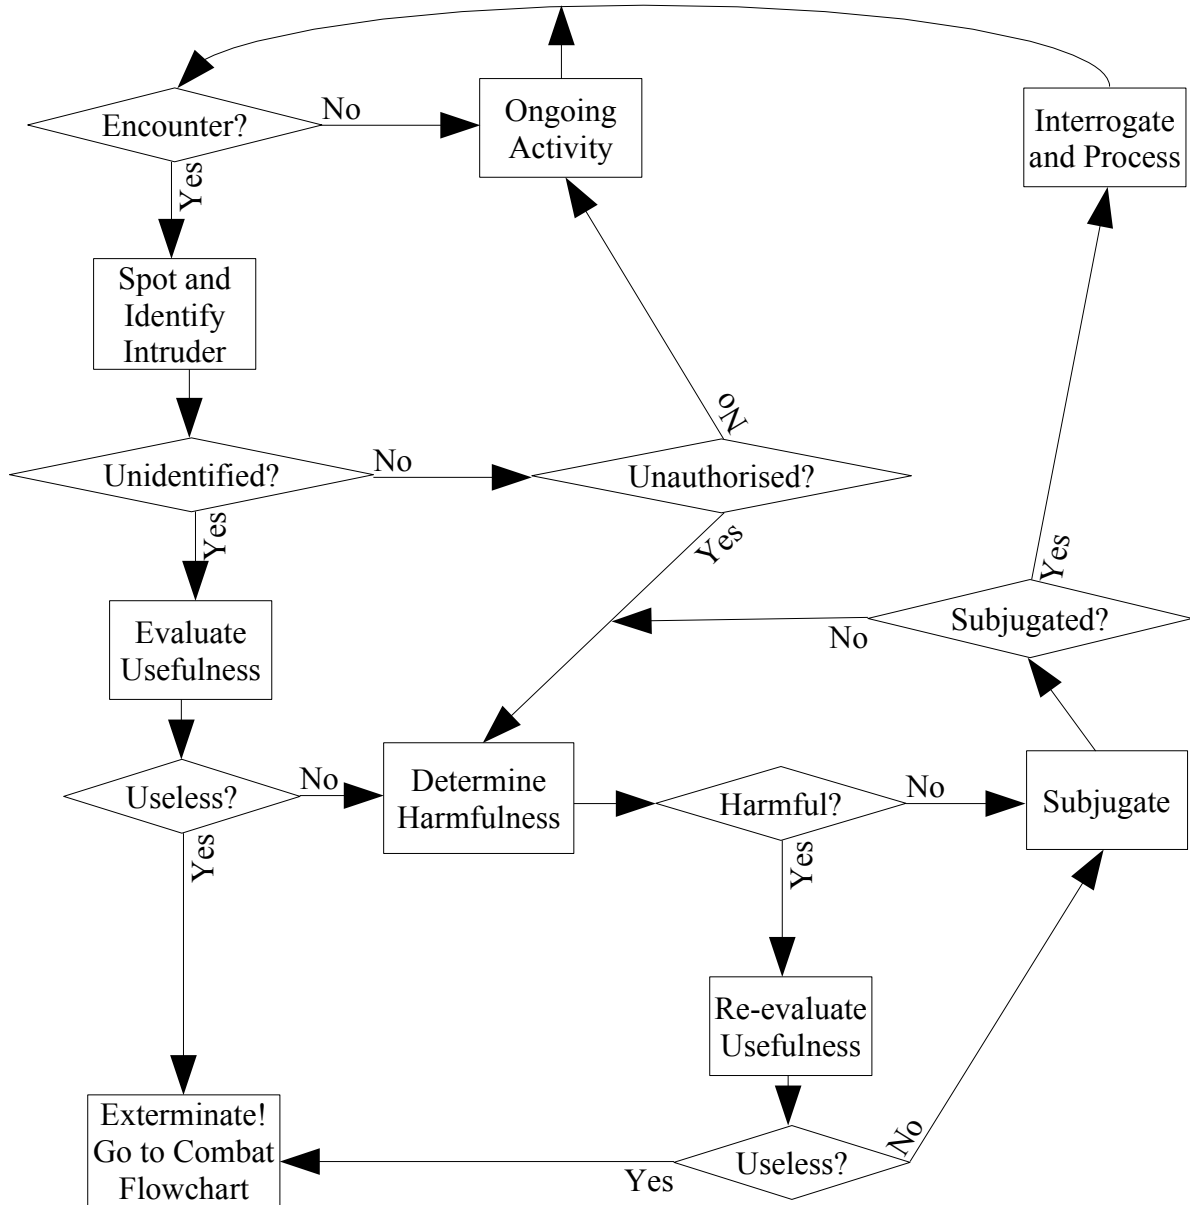 Encounter?
No
Ongoing
Activity
Interrogate
and Process
Yes
Spot and
Identify
Intruder
Unidentified?
No
Unauthorised?
No
Yes
Yes
Evaluate
Usefulness
Subjugated?
Yes
No
Useless?
No
Determine
Harmfulness
Harmful?
No
Subjugate
Yes
Yes
Re-evaluate
Usefulness
Useless?
No
Yes
Exterminate!
Go to Combat
Flowchart